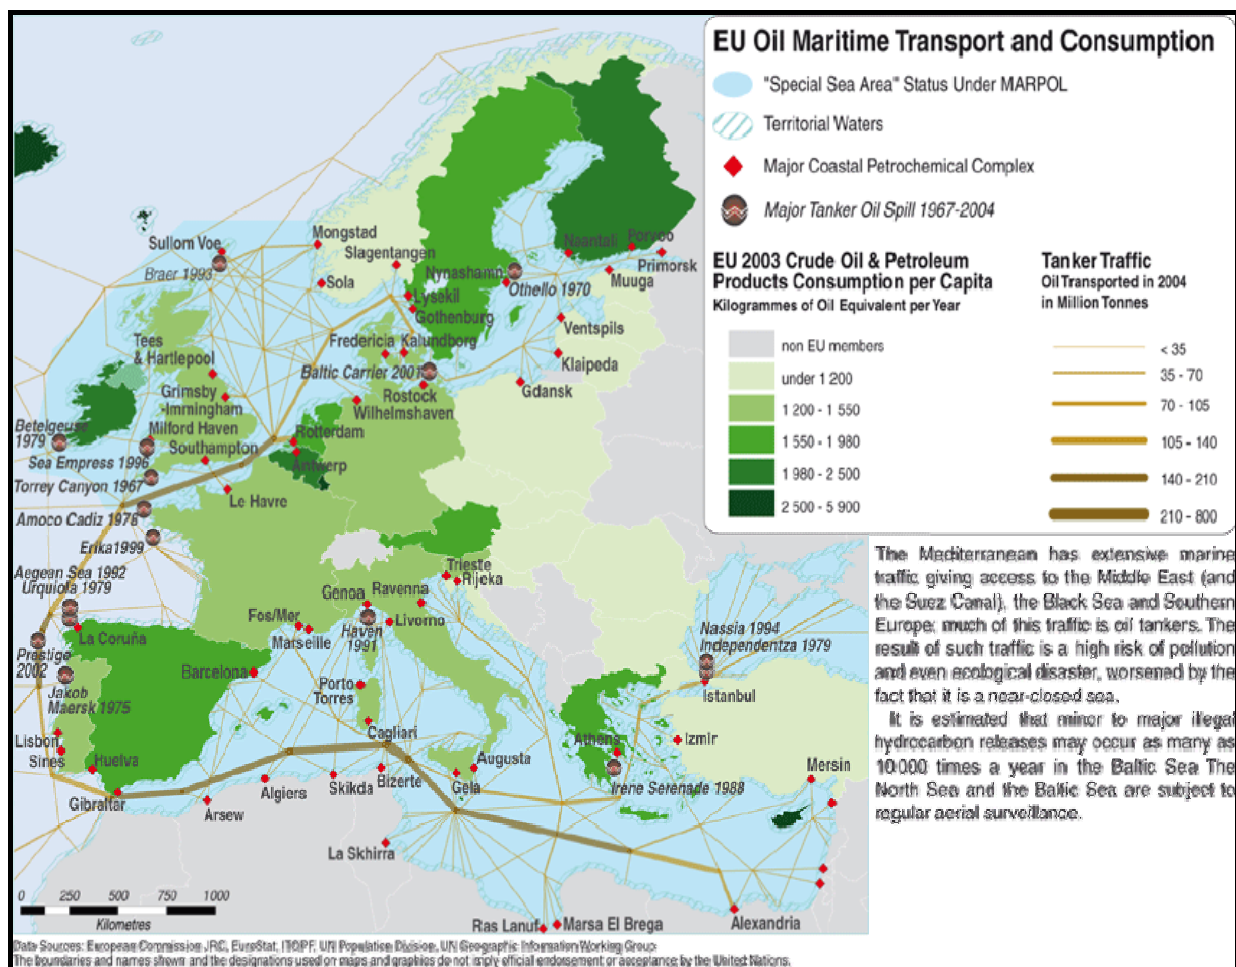 EU Oil Maritime Transport and Consumption
"Special Sea Area" Status Under MARPOL
Territorial Waters
Major Coastal Petrochemical Complex
Major Tanker Oil Spill 1967-2004
EU 2003 Crude Oil & Petroleum
Products Consumption per Capita
Kilogrammes of Oil Equivalent per Year
non EU members
under 1 200
1 200 - 1 550
1 550 - 1 980
1 980 - 2 500
2 500 - 5 900
Tanker Traffic
Oil Transported in 2004
in Million Tonnes
< 35
35 - 70
70 - 105
105 - 140
140 - 210
210 - 800
Sullom Voe
Braer 1993
Mongstad
Slagentangen
Sola
Nynashamn
Othello 1970
Naantali
Porvoo
Primorsk
Muuga
Lysekil
Gothenburg
Ventspils
Klaipeda
Gdansk
Tees
& Hartlepool
Fredericia
Kalundborg
Baltic Carrier 2001
Rostock
Wilhelmshaven
Grimsby
-Immingham
Betelgeuse
1979
Milford Haven
Sea Empress 1996
Southampton
Rotterdam
Antwerp
Torrey Canyon 1967
Le Havre
Amoco Cadiz 1978
Erika1999
Aegean Sea 1992
Urquiola 1979
La Coruña
Prestige
2002
Jakob
Maersk 1975
Lisbon
Sines
Huelva
Gibraltar
Barcelona
Fos/Mer
Marseille
Genoa
Haven
1991
Ravenna
Livorno
Trieste
Rijeka
Porto
Torres
Cagliari
Augusta
Gela
Arsew
Algiers
Skikda
Bizerte
La Skhirra
Nassia 1994
Independentza 1979
Istanbul
Athens
Izmir
Irene Serenade 1988
Mersin
Ras Lanuf
Marsa El Brega
Alexandria
0 250 500 750 1000
Kilometres
The Mediterranean has extensive marine
traffic giving access to the Middle East (and
the Suez Canal), the Black Sea and Southern
Europe; much of this traffic is oil tankers. The
result of such traffic is a high risk of pollution
and even ecological disaster, worsened by the
fact that it is a near-closed sea.
It is estimated that minor to major illegal
hydrocarbon releases may occur as many as
10 000 times a year in the Baltic Sea The
North Sea and the Baltic Sea are subject to
regular aerial surveillance.
Data Sources: European Commission JRC, EuroStat, ITOPF, UN Population Division, UN Geographic Information Working Group
The boundaries and names shown and the designations used on maps and graphics do not imply official endorsement or acceptance by the United Nations.